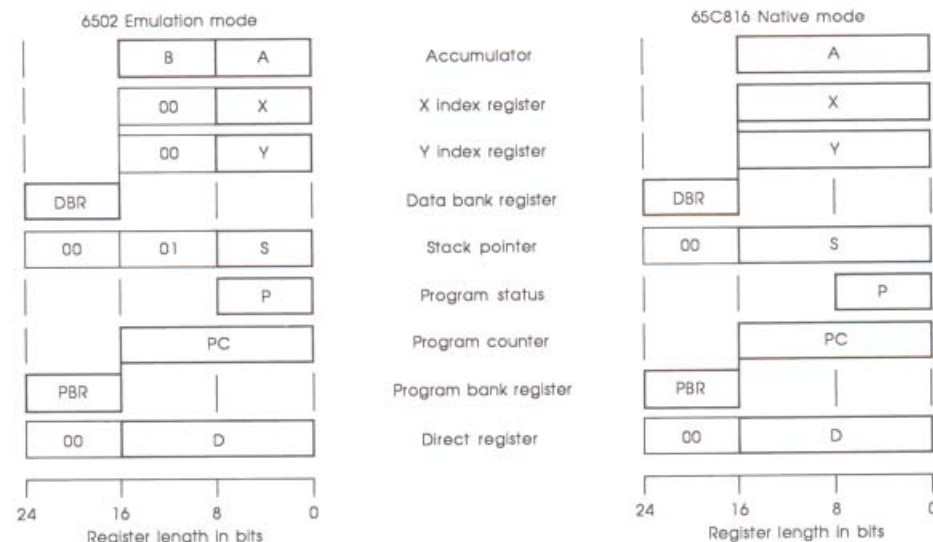 6502 Emulation mode
65C816 Native mode
B A
Accumulator
A
00 X
X index register
X
00 Y
Y index register
Y
DBR
Data bank register
DBR
00 01 S
Stack pointer
00 S
P
Program status
P
PC
Program counter
PC
PBR
Program bank register
PBR
00 D
Direct register
00 D
24 16 8 0
24 16 8 0
Register length in bits
Register length in bits